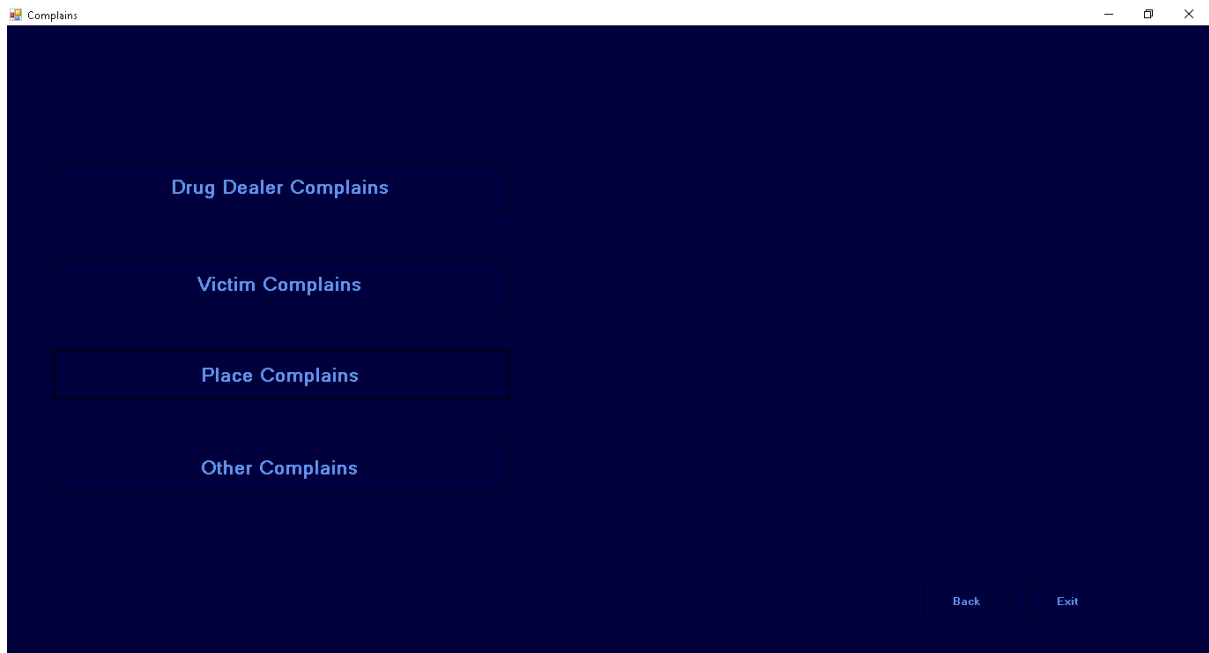 Complains
Drug Dealer Complains
Victim Complains
Place Complains
Other Complains
Back Exit